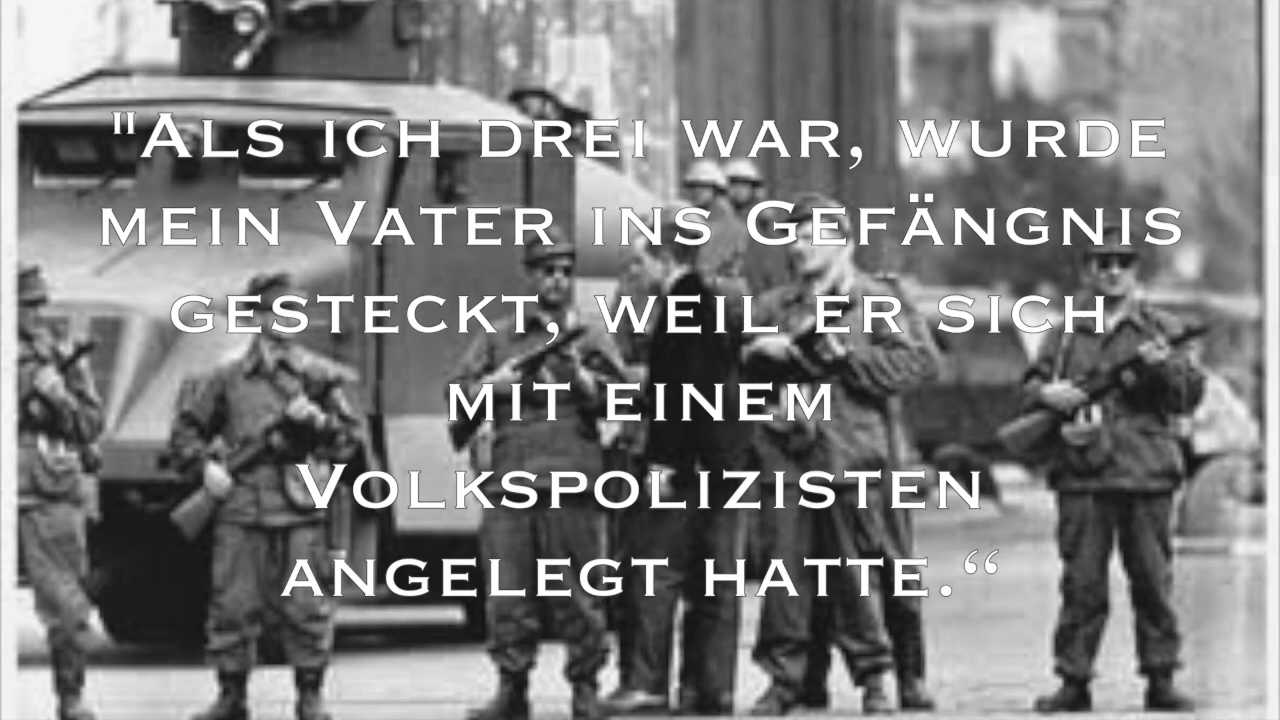 "Als ich drei war, wurde
mein Vater ins Gefängnis
gesteckt, weil er sich
mit einem
Volkspolizisten
angelegt hatte.“